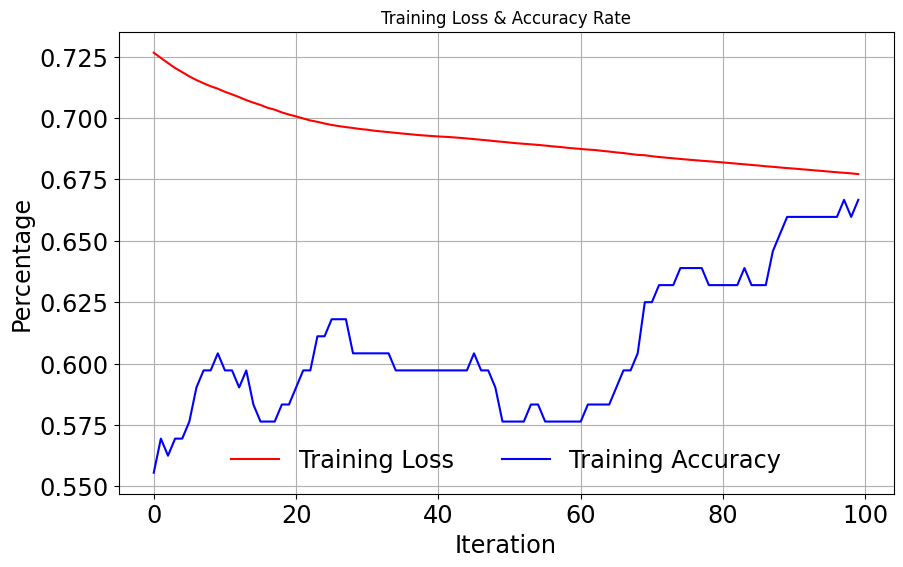 Training Loss & Accuracy Rate
Percentage
0.725
0.700
0.675
0.650
0.625
0.600
0.575
0.550
Training Loss
Training Accuracy
0 20 40 60 80 100
Iteration